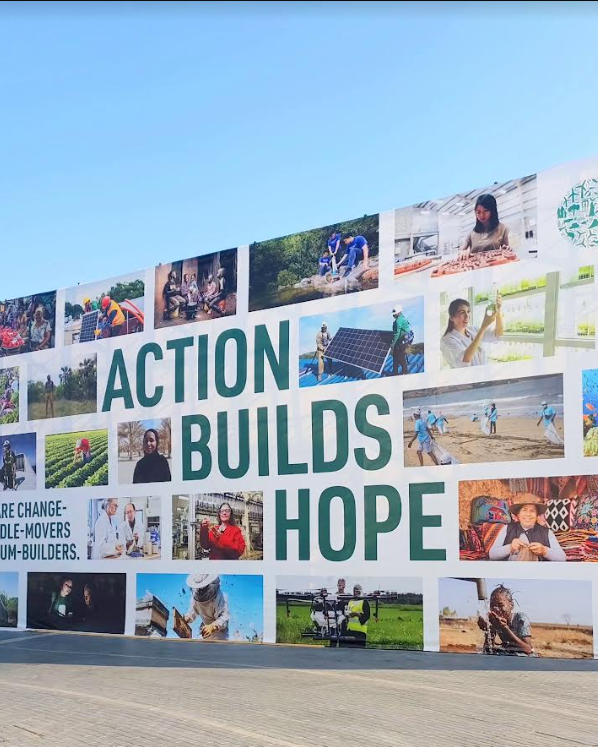 ACTION
BUILDS
HOPE
ARE CHANGE-
DLE-MOVERS
UM-BUILDERS.